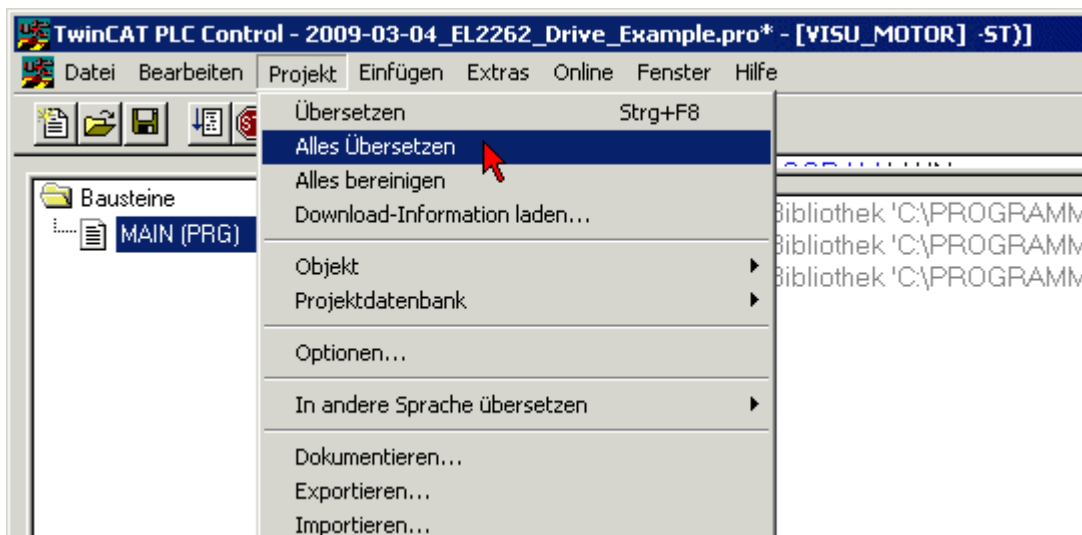 TwinCAT PLC Control - 2009-03-04_EL2262_Drive_Example.pro* - [VISU_MOTOR] -ST)]
Datei Bearbeiten Projekt Einfügen Extras Online Fenster Hilfe
Übersetzen Strg+F8
Alles Übersetzen
Alles bereinigen
Download-Information laden...
Objekt
Projektdatenbank
Optionen...
In andere Sprache übersetzen
Dokumentieren...
Exportieren...
Importieren...
Bausteine
MAIN (PRG)
Bibliothek 'C:\PROGRAMM
Bibliothek 'C:\PROGRAMM
Bibliothek 'C:\PROGRAMM